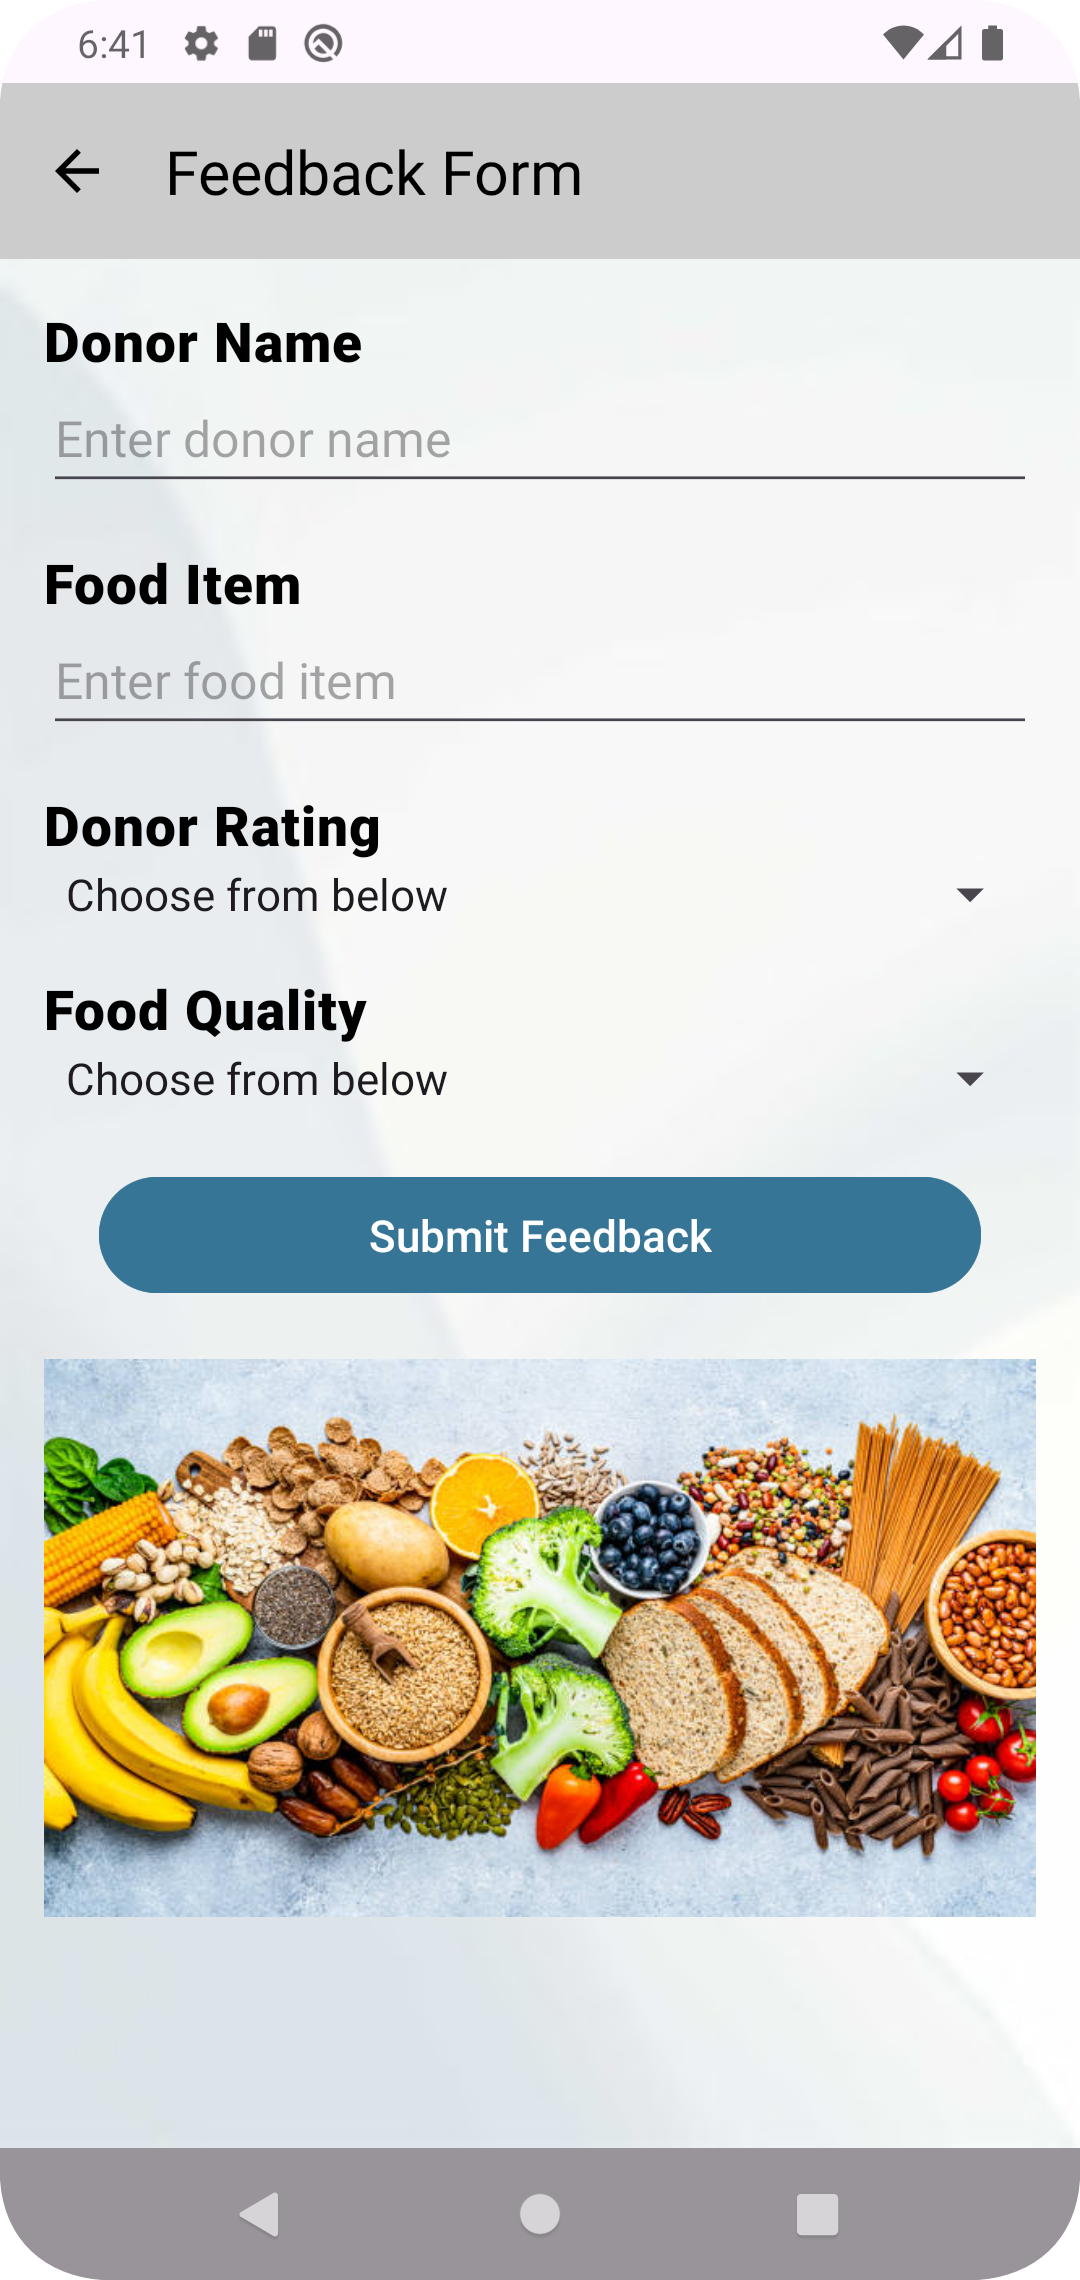 6:41
Feedback Form
Donor Name
Enter donor name
Food Item
Enter food item
Donor Rating
Choose from below
Food Quality
Choose from below
Submit Feedback